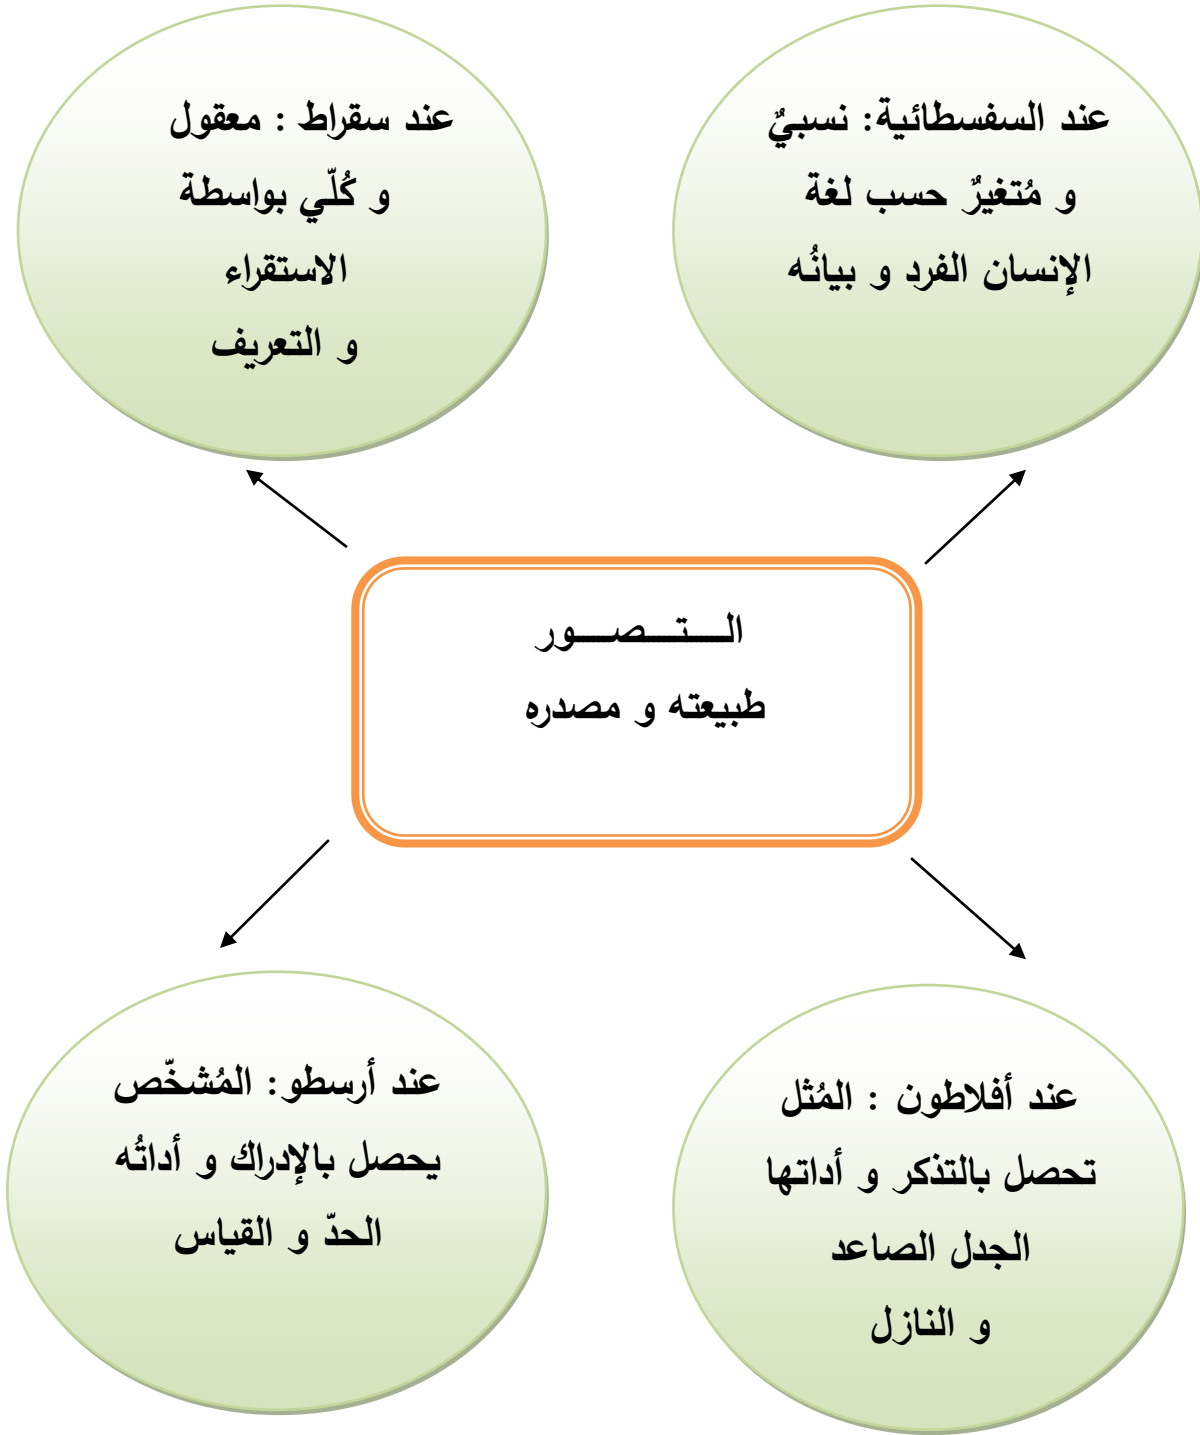 عند السفسطائية: نسبيٌ
و مُتغيرٌ حسب لغة
الإنسان الفرد و بيانُه
عند سقراط : معقول
و كُلّي بواسطة
الاستقراء
و التعريف
الـــتـــصـــور
طبيعته و مصدره
عند أفلاطون : المُثل
تحصل بالتذكر و أداتها
الجدل الصاعد
و النازل
عند أرسطو: المُشخّص
يحصل بالإدراك و أداتُه
الحدّ و القياس